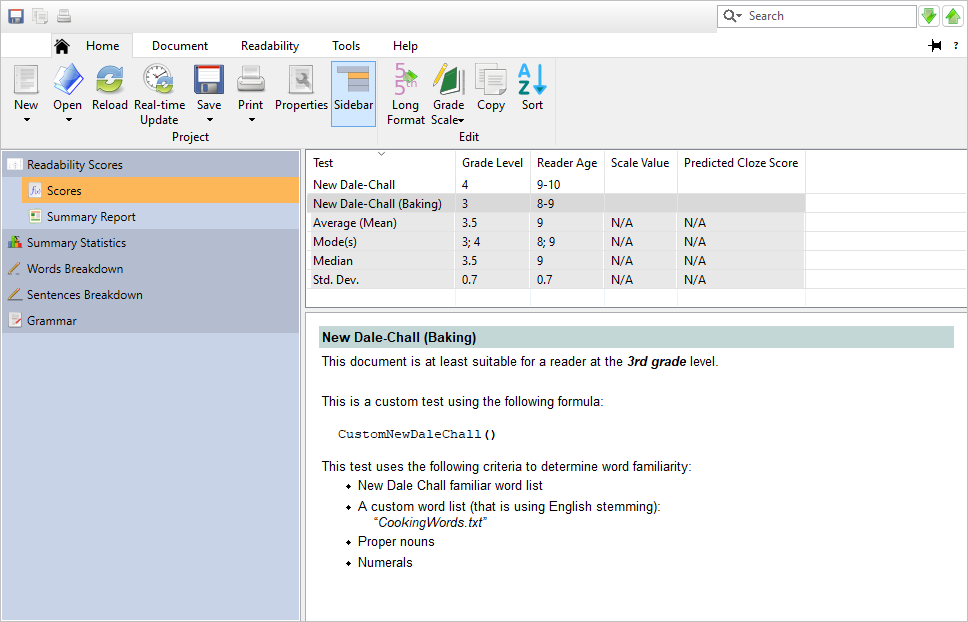 Search
Home Document Readability Tools Help
?
New Open Reload Real-time Update Save Print Properties Sidebar Long Format Grade Scale Copy Sort
5th
5
A
Z
Project Edit
Readability Scores
f(x) Scores
Summary Report
Summary Statistics
Words Breakdown
Sentences Breakdown
Grammar
Test Grade Level Reader Age Scale Value Predicted Cloze Score
New Dale-Chall 4 9-10
New Dale-Chall (Baking) 3 8-9
Average (Mean) 3.5 9 N/A N/A
Mode(s) 3; 4 8; 9 N/A N/A
Median 3.5 9 N/A N/A
Std. Dev. 0.7 0.7 N/A N/A
New Dale-Chall (Baking)
This document is at least suitable for a reader at the 3rd grade level.
This is a custom test using the following formula:
CustomNewDaleChall()
This test uses the following criteria to determine word familiarity:
• New Dale Chall familiar word list
• A custom word list (that is using English stemming):
“CookingWords.txt”
• Proper nouns
• Numerals